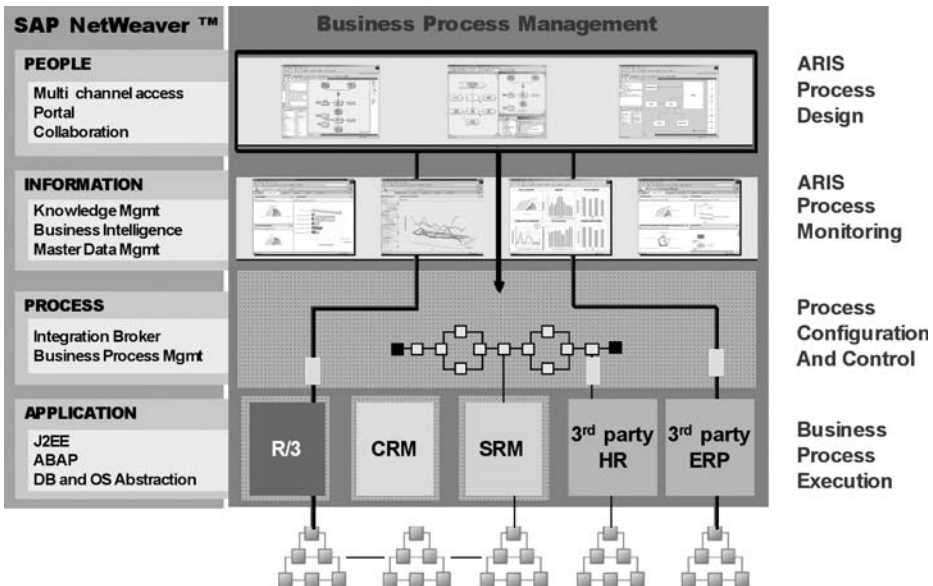 SAP NetWeaver ™
Business Process Management
PEOPLE
Multi channel access
Portal
Collaboration
ARIS
Process
Design
INFORMATION
Knowledge Mgmt
Business Intelligence
Master Data Mgmt
ARIS
Process
Monitoring
PROCESS
Integration Broker
Business Process Mgmt
Process
Configuration
And Control
APPLICATION
J2EE
ABAP
DB and OS Abstraction
R/3
CRM
SRM
3rd party
HR
3rd party
ERP
Business
Process
Execution